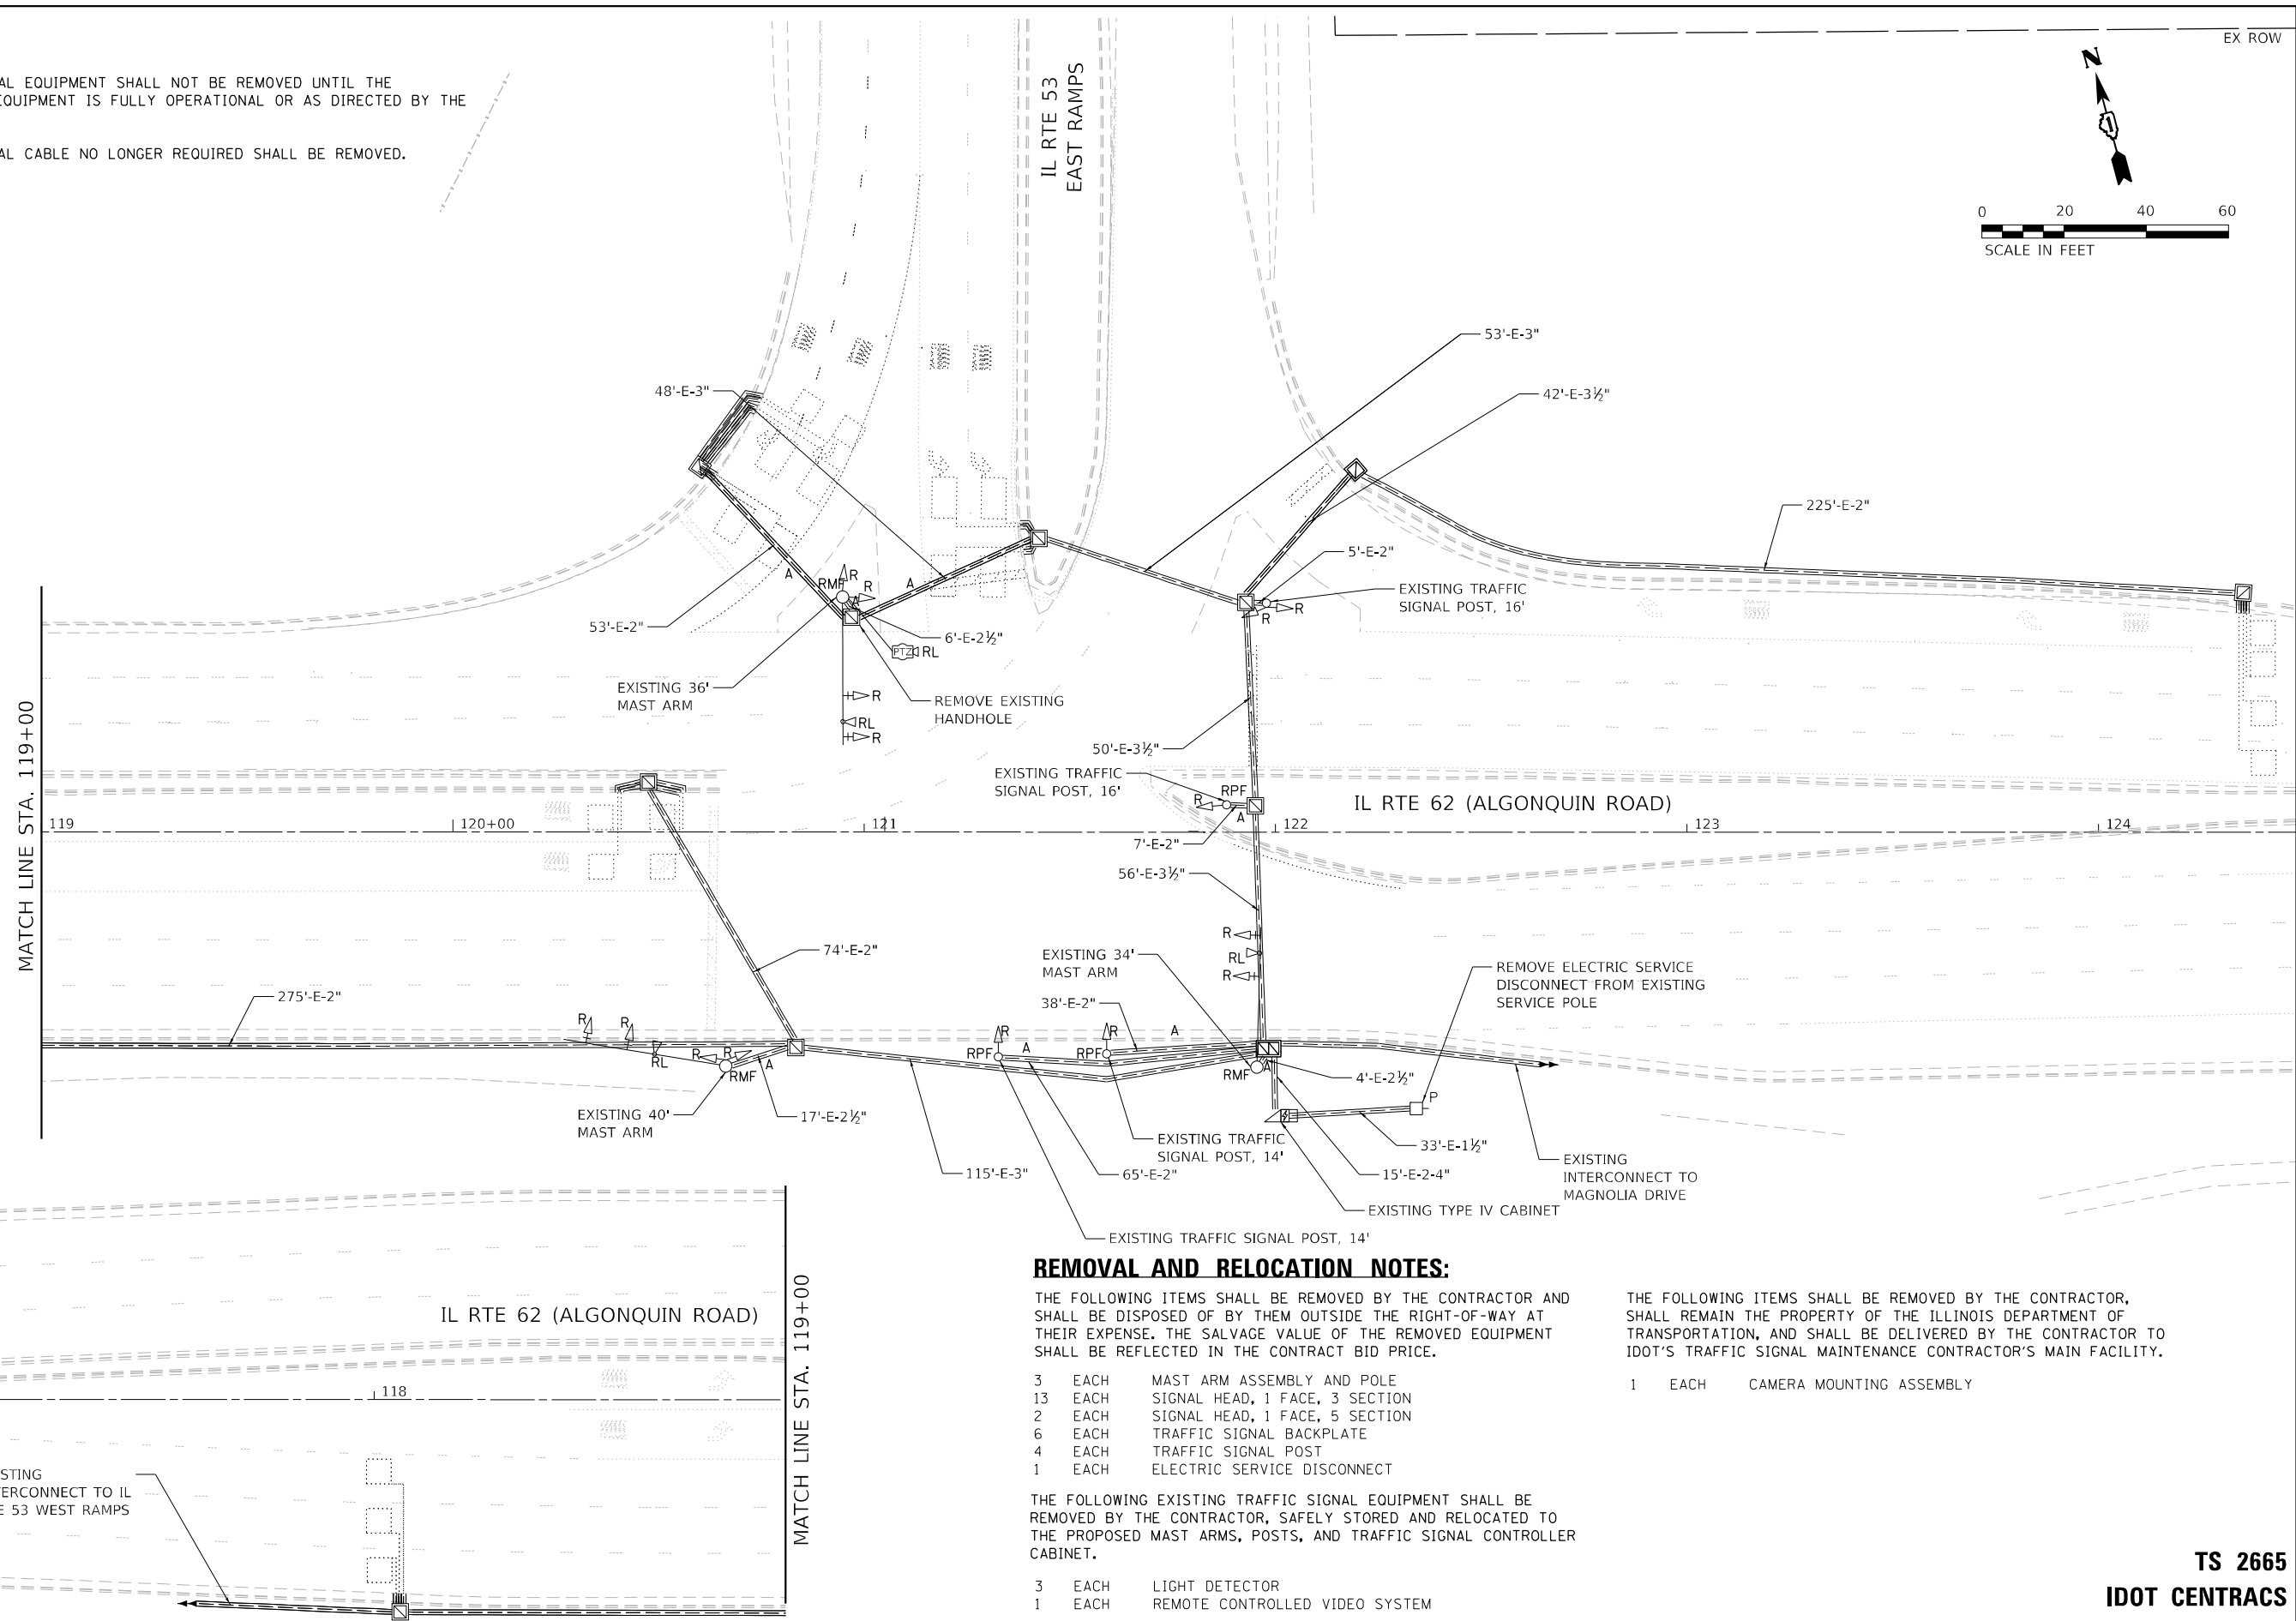 EX ROW
AL EQUIPMENT SHALL NOT BE REMOVED UNTIL THE
EQUIPMENT IS FULLY OPERATIONAL OR AS DIRECTED BY THE
AL CABLE NO LONGER REQUIRED SHALL BE REMOVED.
IL RTE 53
EAST RAMPS
N
0 20 40 60
SCALE IN FEET
53'-E-3"
48'-E-3"
42'-E-3½"
225'-E-2"
5'-E-2"
EXISTING TRAFFIC
SIGNAL POST, 16'
R
R
A
RMF
R
R
A
A
53'-E-2"
6'-E-2½"
PTZ
RL
EXISTING 36'
MAST ARM
REMOVE EXISTING
HANDHOLE
R
RL
R
MATCH LINE STA. 119+00
50'-E-3½"
EXISTING TRAFFIC
SIGNAL POST, 16'
RPF
R
A
IL RTE 62 (ALGONQUIN ROAD)
119
120+00
121
122
123
124
7'-E-2"
56'-E-3½"
R
RL
R
74'-E-2"
EXISTING 34'
MAST ARM
REMOVE ELECTRIC SERVICE
DISCONNECT FROM EXISTING
SERVICE POLE
275'-E-2"
38'-E-2"
R
R
RL
R
R
RMF
A
R
RPF
A
R
RPF
A
RMF
A
4'-E-2½"
P
EXISTING 40'
MAST ARM
17'-E-2½"
EXISTING TRAFFIC
SIGNAL POST, 14'
33'-E-1½"
115'-E-3"
65'-E-2"
15'-E-2-4"
EXISTING
INTERCONNECT TO
MAGNOLIA DRIVE
EXISTING TYPE IV CABINET
EXISTING TRAFFIC SIGNAL POST, 14'
IL RTE 62 (ALGONQUIN ROAD)
MATCH LINE STA. 119+00
118
STING
ERCONNECT TO IL
E 53 WEST RAMPS
REMOVAL AND RELOCATION NOTES:
THE FOLLOWING ITEMS SHALL BE REMOVED BY THE CONTRACTOR AND
SHALL BE DISPOSED OF BY THEM OUTSIDE THE RIGHT-OF-WAY AT
THEIR EXPENSE. THE SALVAGE VALUE OF THE REMOVED EQUIPMENT
SHALL BE REFLECTED IN THE CONTRACT BID PRICE.
3 EACH MAST ARM ASSEMBLY AND POLE
13 EACH SIGNAL HEAD, 1 FACE, 3 SECTION
2 EACH SIGNAL HEAD, 1 FACE, 5 SECTION
6 EACH TRAFFIC SIGNAL BACKPLATE
4 EACH TRAFFIC SIGNAL POST
1 EACH ELECTRIC SERVICE DISCONNECT
THE FOLLOWING EXISTING TRAFFIC SIGNAL EQUIPMENT SHALL BE
REMOVED BY THE CONTRACTOR, SAFELY STORED AND RELOCATED TO
THE PROPOSED MAST ARMS, POSTS, AND TRAFFIC SIGNAL CONTROLLER
CABINET.
3 EACH LIGHT DETECTOR
1 EACH REMOTE CONTROLLED VIDEO SYSTEM
THE FOLLOWING ITEMS SHALL BE REMOVED BY THE CONTRACTOR,
SHALL REMAIN THE PROPERTY OF THE ILLINOIS DEPARTMENT OF
TRANSPORTATION, AND SHALL BE DELIVERED BY THE CONTRACTOR TO
IDOT'S TRAFFIC SIGNAL MAINTENANCE CONTRACTOR'S MAIN FACILITY.
1 EACH CAMERA MOUNTING ASSEMBLY
TS 2665
IDOT CENTRACS